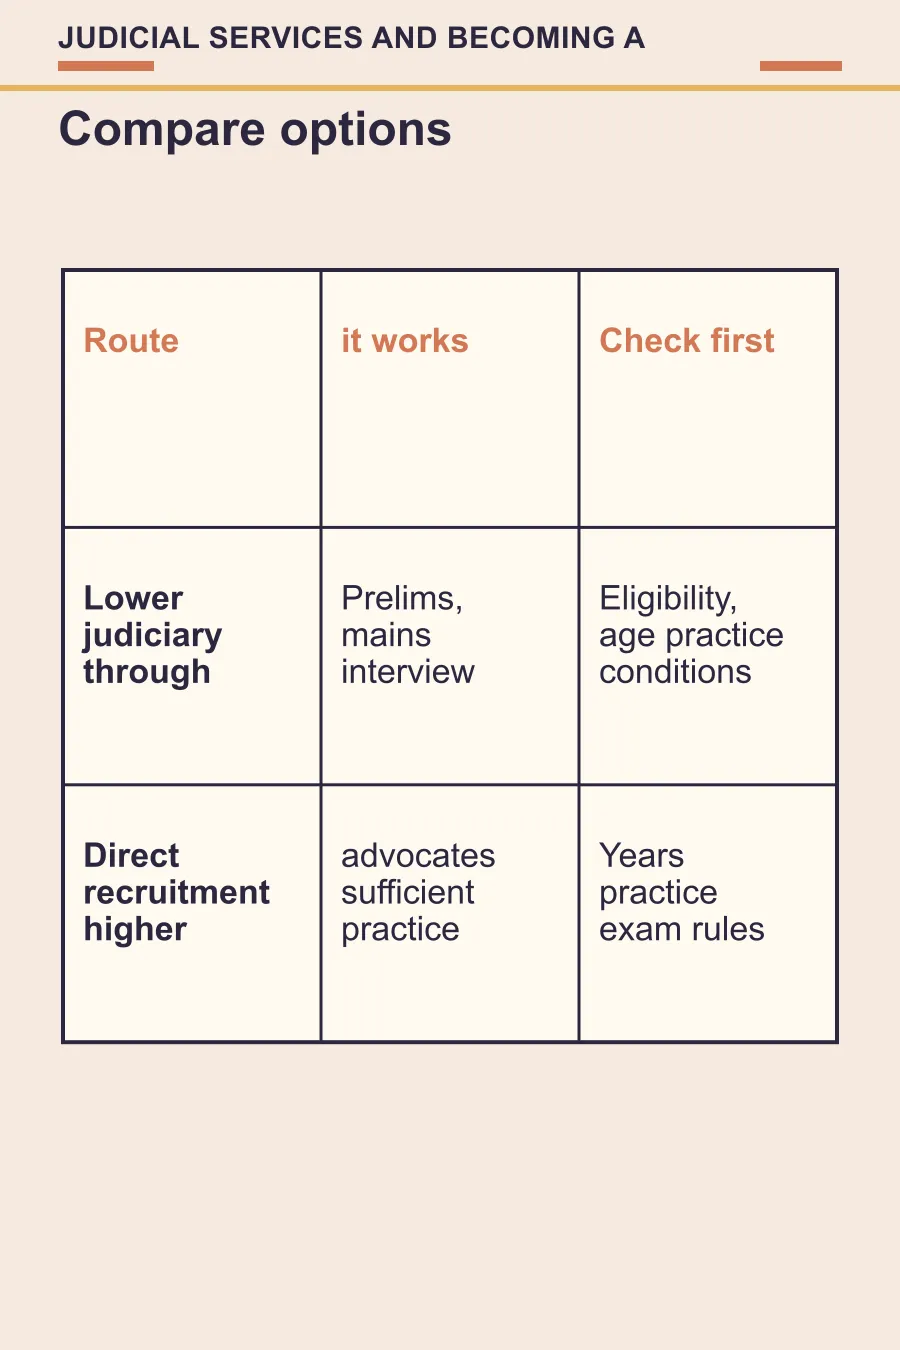 JUDICIAL SERVICES AND BECOMING A
Compare options
Route
it works
Check first
Lower
judiciary
through
Prelims,
mains
interview
Eligibility,
age practice
conditions
Direct
recruitment
higher
advocates
sufficient
practice
Years
practice
exam rules